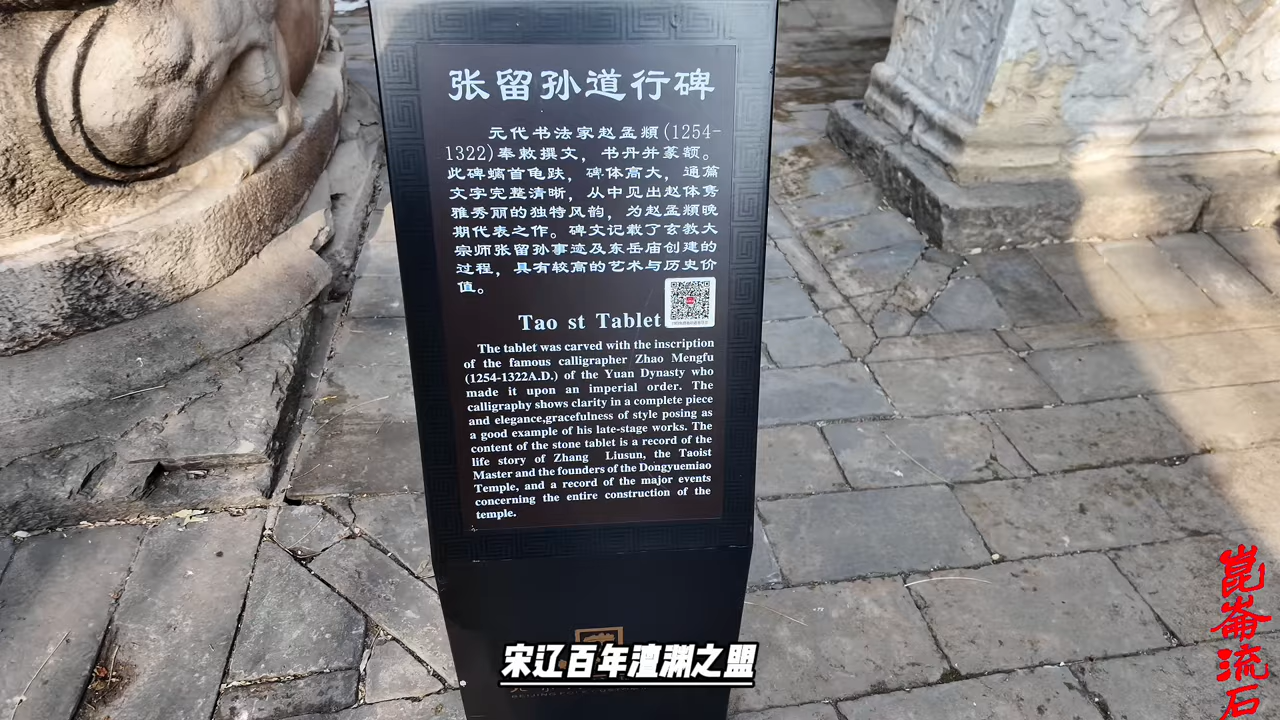 张留孙道行碑
元代书法家赵孟頫(1254-
1322)奉敕撰文，书丹并篆额。
此碑螭首龟趺，碑体高大，通篇
文字完整清晰，从中见出赵体隽
雅秀丽的独特风韵，为赵孟頫晚
期代表之作。碑文记载了玄教大
宗师张留孙事迹及东岳庙创建的
过程，具有较高的艺术与历史价
值。
Tao st Tablet
The tablet was carved with the inscription
of the famous calligrapher Zhao Mengfu
(1254-1322A.D.) of the Yuan Dynasty who
made it upon an imperial order. The
calligraphy shows clarity in a complete piece
and elegance,gracefulness of style posing as
a good example of his late-stage works. The
content of the stone tablet is a record of the
life story of Zhang Liusun, the Taoist
Master and the founders of the Dongyuemiao
Temple, and a record of the major events
concerning the entire construction of the
temple.
宋辽百年澶渊之盟
崑崙流石